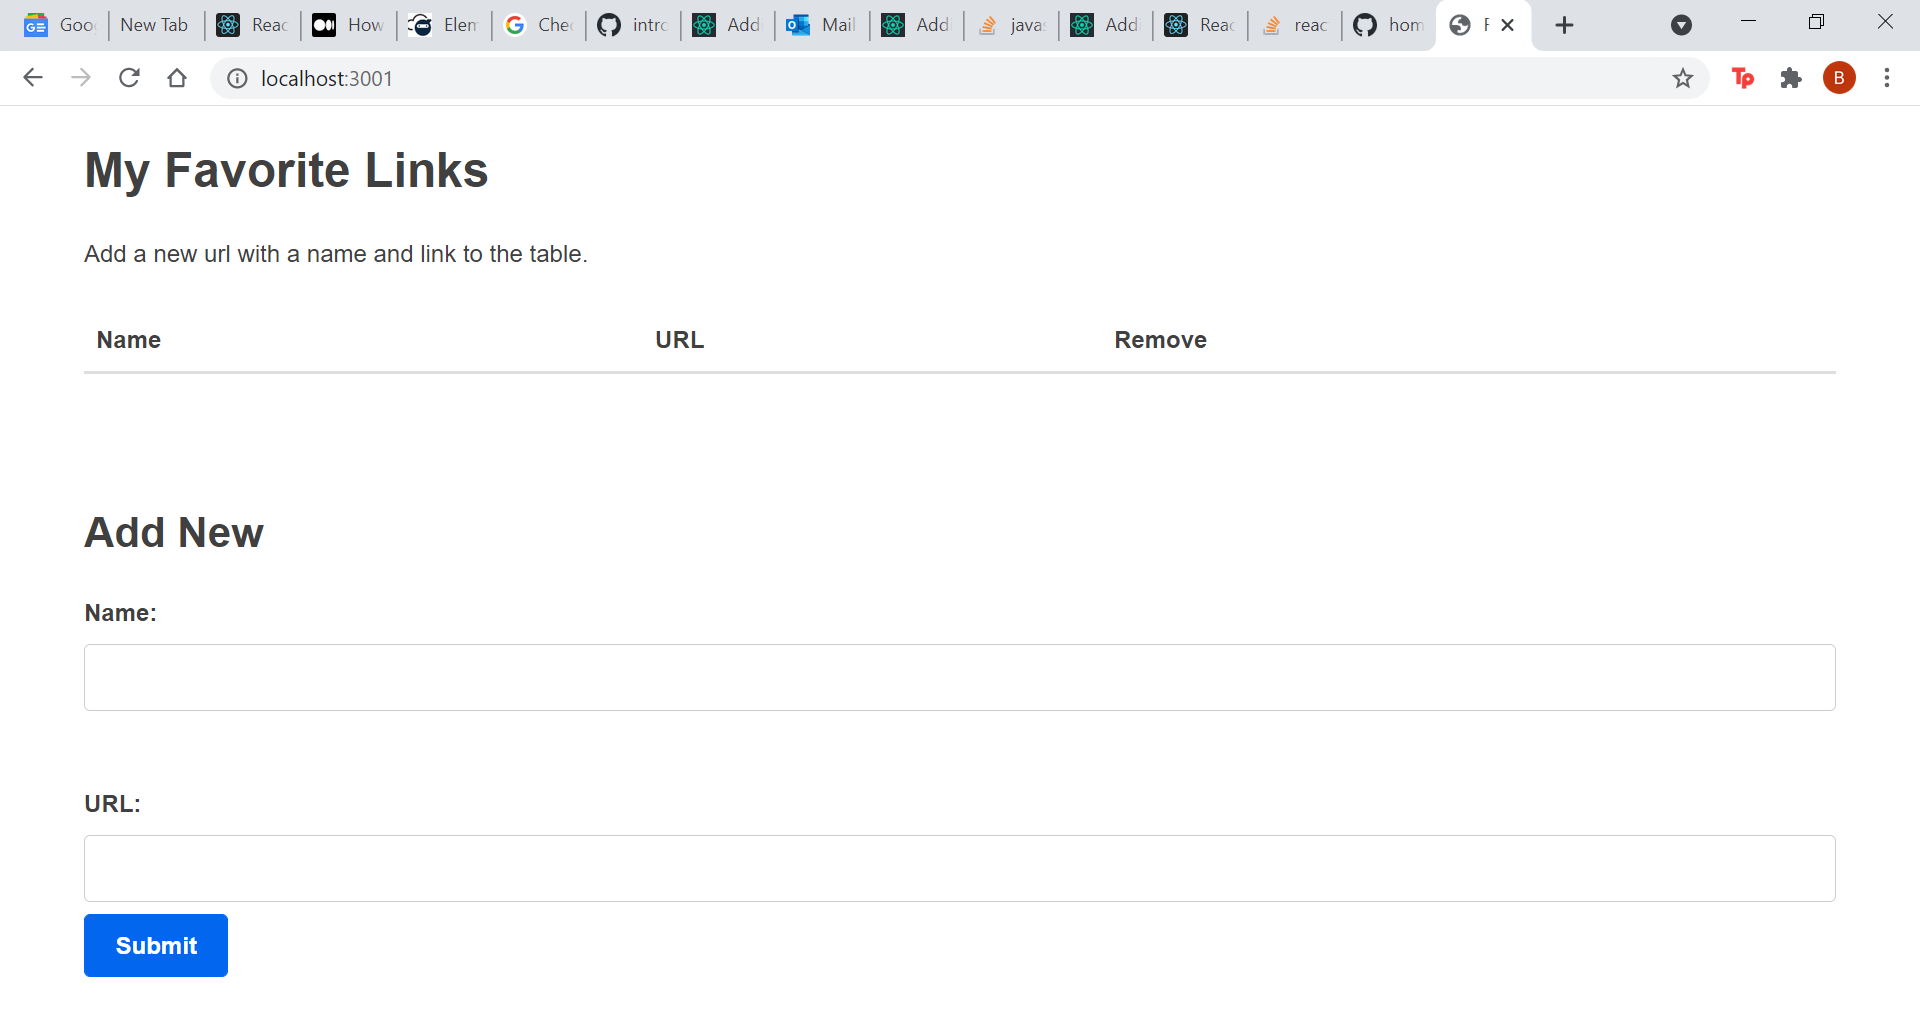 Goo New Tab Reac How Elem Chec intro Add Mail Add java Add Reac reac hom F
localhost:3001 Tp B
My Favorite Links
Add a new url with a name and link to the table.
Name URL Remove
Add New
Name:
URL:
Submit